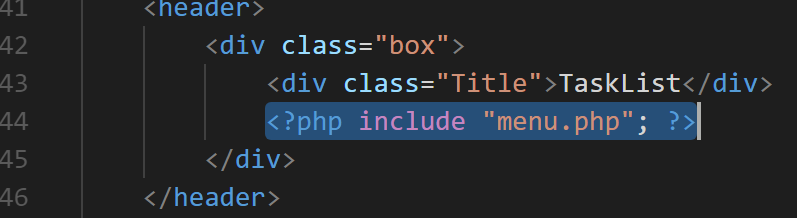 41 <header>
42 <div class="box">
43 <div class="Title">TaskList</div>
44 <?php include "menu.php"; ?>
45 </div>
46 </header>